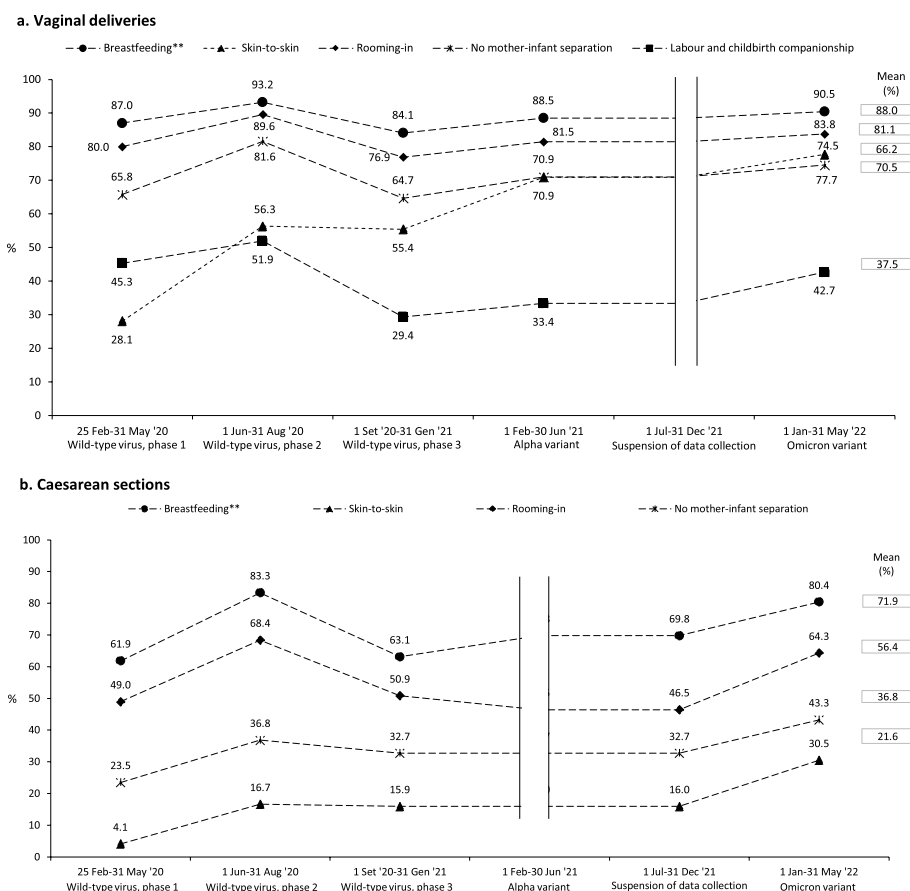 a. Vaginal deliveries
Breastfeeding** Skin-to-skin Rooming-in No mother-infant separation Labour and childbirth companionship
Mean
(%)
100
90
80
70
60
50
40
30
20
10
0
%
87.0 93.2 84.1 88.5 90.5 88.0
80.0 89.6 76.9 81.5 83.8 81.1
65.8 81.6 64.7 70.9 74.5 66.2
28.1 56.3 55.4 70.9 77.7 70.5
45.3 51.9 29.4 33.4 42.7 37.5
25 Feb-31 May '20 1 Jun-31 Aug '20 1 Set '20-31 Gen '21 1 Feb-30 Jun '21 1 Jul-31 Dec '21 1 Jan-31 May '22
Wild-type virus, phase 1 Wild-type virus, phase 2 Wild-type virus, phase 3 Alpha variant Suspension of data collection Omicron variant
b. Caesarean sections
Breastfeeding** Skin-to-skin Rooming-in No mother-infant separation
Mean
(%)
100
90
80
70
60
50
40
30
20
10
0
%
61.9 83.3 63.1 69.8 80.4 71.9
49.0 68.4 50.9 46.5 64.3 56.4
23.5 36.8 32.7 32.7 43.3 36.8
4.1 16.7 15.9 16.0 30.5 21.6
25 Feb-31 May '20 1 Jun-31 Aug '20 1 Set '20-31 Gen '21 1 Feb-30 Jun '21 1 Jul-31 Dec '21 1 Jan-31 May '22
Wild-type virus, phase 1 Wild-type virus, phase 2 Wild-type virus, phase 3 Alpha variant Suspension of data collection Omicron variant